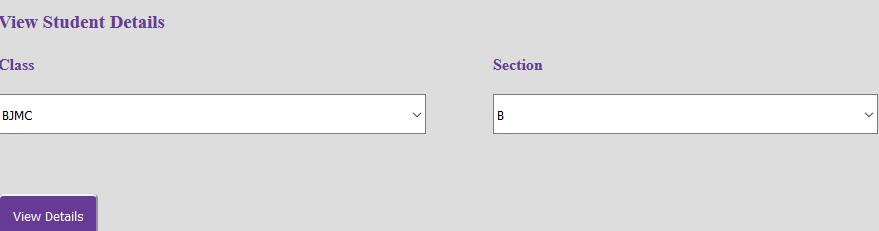 View Student Details
Class
Section
BJMC
B
View Details